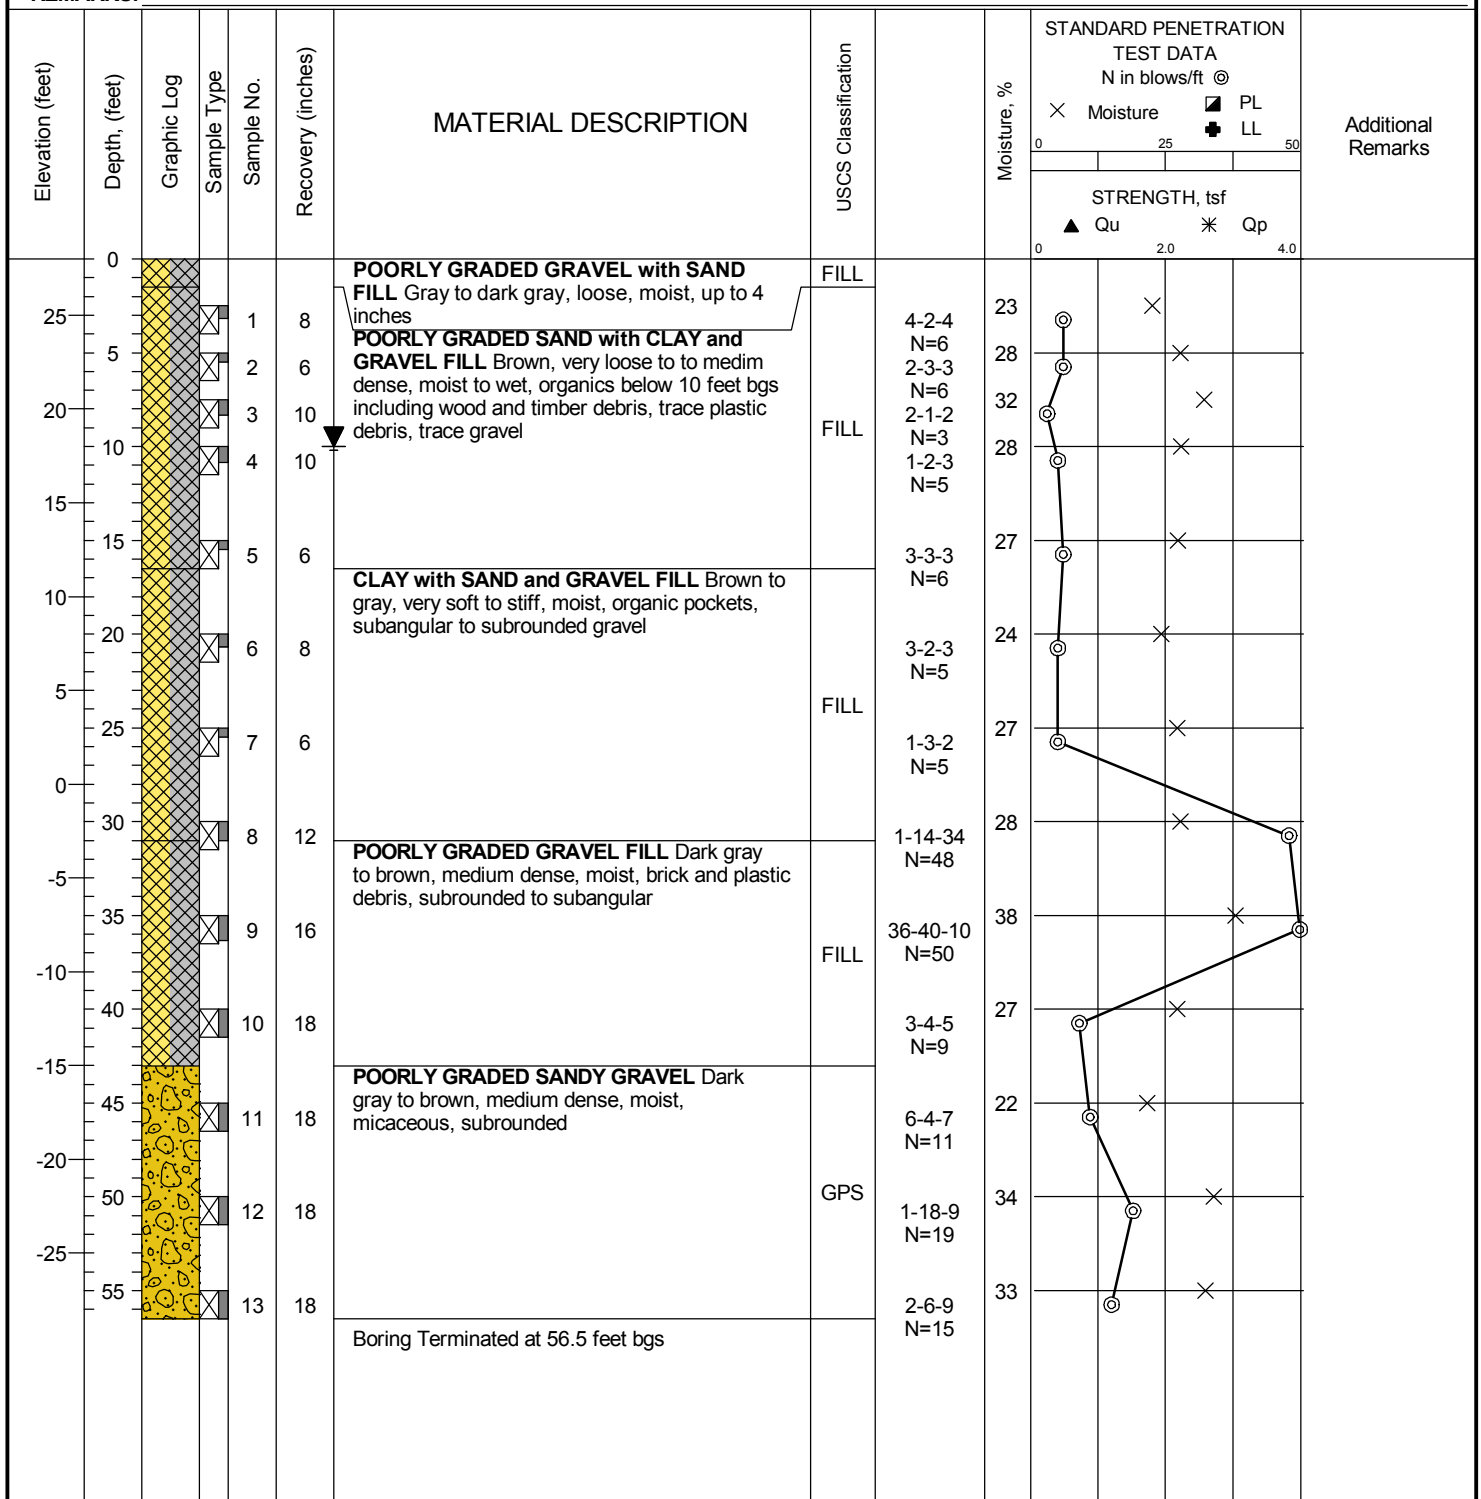 Elevation (feet)
Depth, (feet)
Graphic Log
Sample Type
Sample No.
Recovery (inches)
MATERIAL DESCRIPTION
USCS Classification
Moisture, %
STANDARD PENETRATION
TEST DATA
N in blows/ft
Moisture
PL
LL
0 25 50
STRENGTH, tsf
Qu Qp
0 2.0 4.0
Additional
Remarks
0
POORLY GRADED GRAVEL with SAND
FILL Gray to dark gray, loose, moist, up to 4
inches
FILL
25
1 8
4-2-4
N=6
23
POORLY GRADED SAND with CLAY and
GRAVEL FILL Brown, very loose to to medim
dense, moist to wet, organics below 10 feet bgs
including wood and timber debris, trace plastic
debris, trace gravel
FILL
5
2 6
2-3-3
N=6
28
20
3 10
2-1-2
N=3
32
10
4 10
1-2-3
N=5
28
15
15
5 6
3-3-3
N=6
27
CLAY with SAND and GRAVEL FILL Brown to
gray, very soft to stiff, moist, organic pockets,
subangular to subrounded gravel
FILL
10
20
6 8
3-2-3
N=5
24
5
25
7 6
1-3-2
N=5
27
0
30
8 12
1-14-34
N=48
28
POORLY GRADED GRAVEL FILL Dark gray
to brown, medium dense, moist, brick and plastic
debris, subrounded to subangular
FILL
-5
35
9 16
36-40-10
N=50
38
-10
40
10 18
3-4-5
N=9
27
-15
POORLY GRADED SANDY GRAVEL Dark
gray to brown, medium dense, moist,
micaceous, subrounded
GPS
45
11 18
6-4-7
N=11
22
-20
50
12 18
1-18-9
N=19
34
-25
55
13 18
2-6-9
N=15
33
Boring Terminated at 56.5 feet bgs